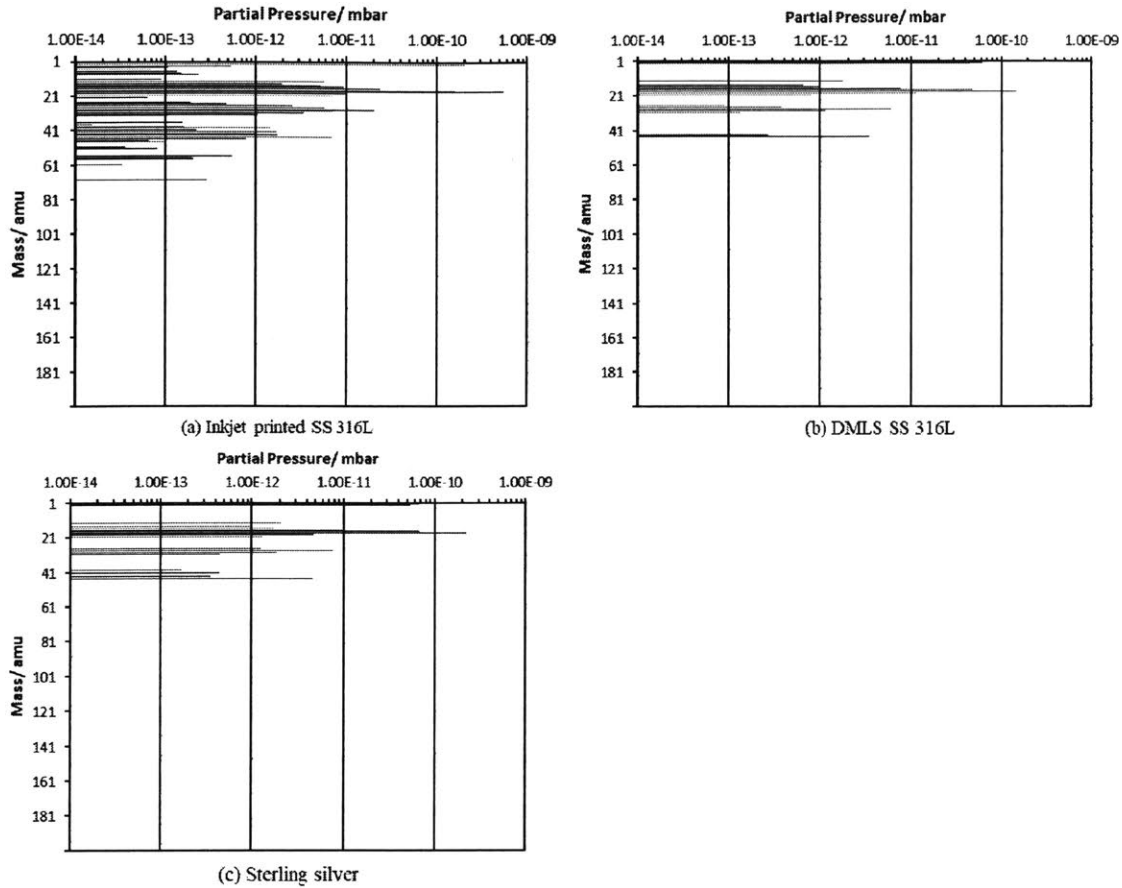 Partial Pressure/ mbar
1.00E-14 1.00E-13 1.00E-12 1.00E-11 1.00E-10 1.00E-09
1
21
41
61
81
101
121
141
161
181
Mass/ amu
(a) Inkjet printed SS 316L
Partial Pressure/ mbar
1.00E-14 1.00E-13 1.00E-12 1.00E-11 1.00E-10 1.00E-09
1
21
41
61
81
101
121
141
161
181
Mass/ amu
(b) DMLS SS 316L
Partial Pressure/ mbar
1.00E-14 1.00E-13 1.00E-12 1.00E-11 1.00E-10 1.00E-09
1
21
41
61
81
101
121
141
161
181
Mass/ amu
(c) Sterling silver